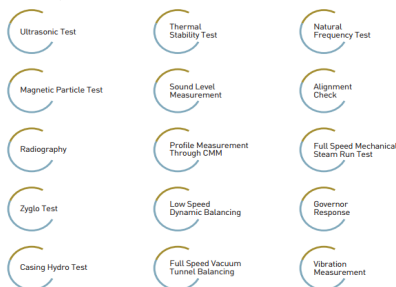 Ultrasonic Test
Thermal
Stability Test
Natural
Frequency Test
Magnetic Particle Test
Sound Level
Measurement
Alignment
Check
Radiography
Profile Measurement
Through CMM
Full Speed Mechanical
Steam Run Test
Zyglo Test
Low Speed
Dynamic Balancing
Governor
Response
Casing Hydro Test
Full Speed Vacuum
Tunnel Balancing
Vibration
Measurement